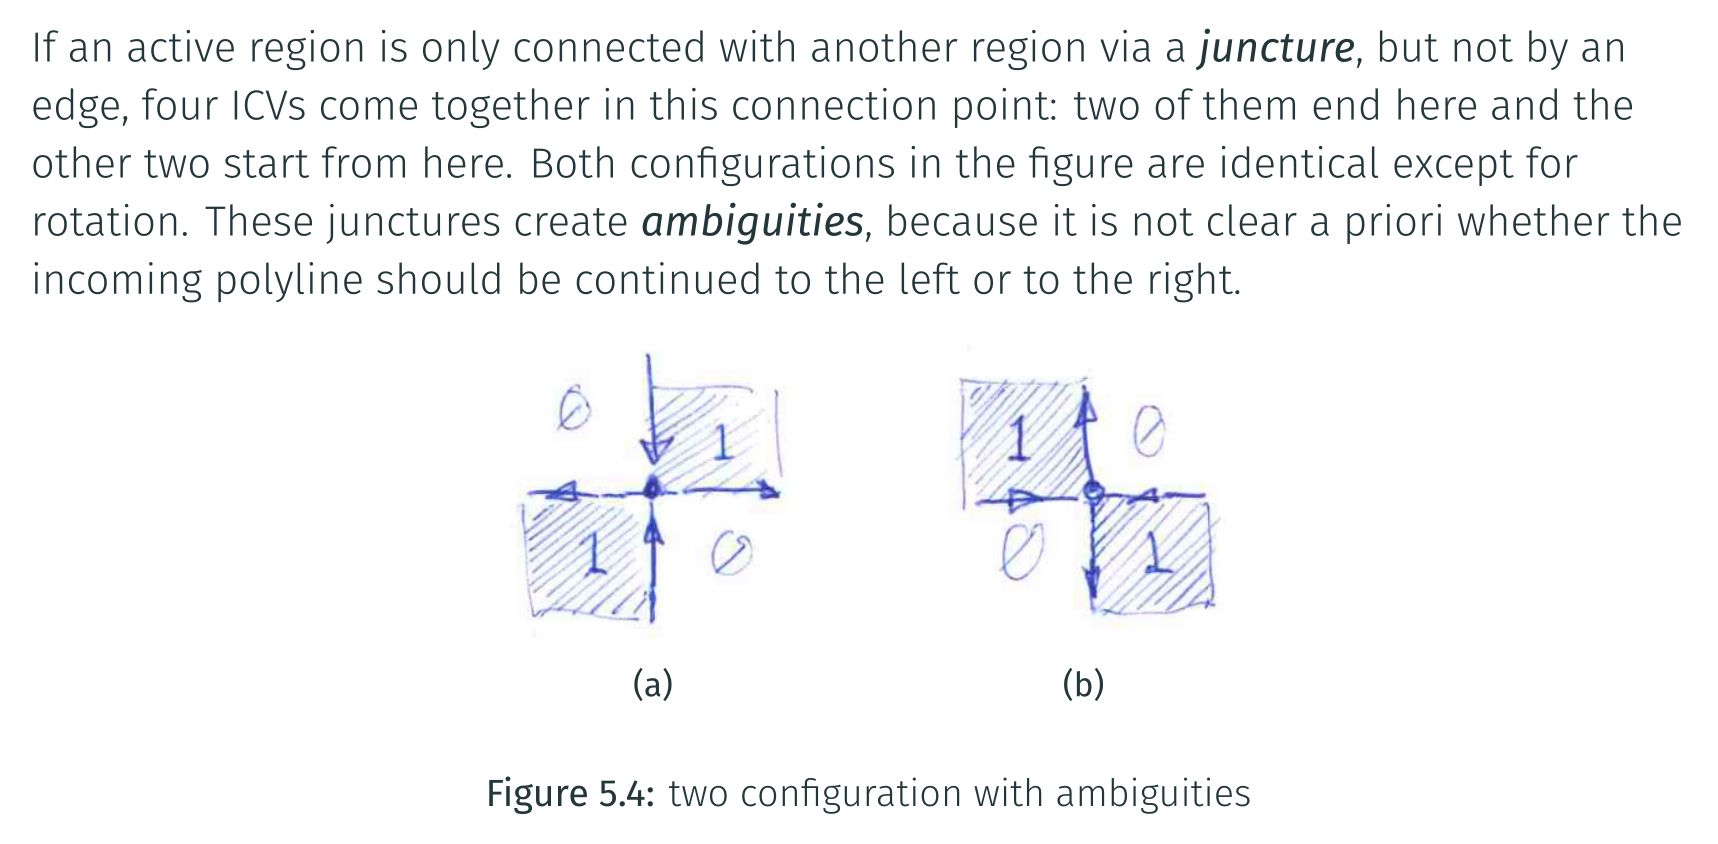 If an active region is only connected with another region via a juncture, but not by an
edge, four ICVs come together in this connection point: two of them end here and the
other two start from here. Both configurations in the figure are identical except for
rotation. These junctures create ambiguities, because it is not clear a priori whether the
incoming polyline should be continued to the left or to the right.
0 1
1 0
1 0
0 1
(a) (b)
Figure 5.4: two configuration with ambiguities